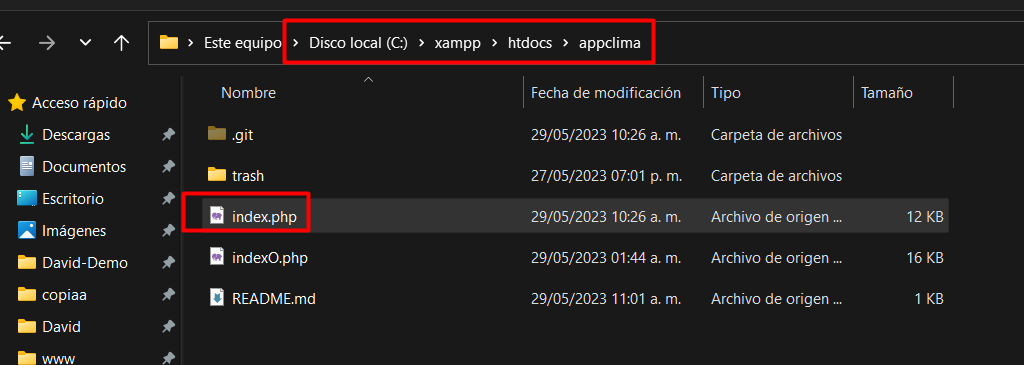 Este equipo > Disco local (C:) > xampp > htdocs > appclima
Nombre Fecha de modificación Tipo Tamaño
Acceso rápido
Descargas
Documentos
Escritorio
Imágenes
David-Demo
copiaa
David
www
.git 29/05/2023 10:26 a. m. Carpeta de archivos
trash 27/05/2023 07:01 p. m. Carpeta de archivos
index.php 29/05/2023 10:26 a. m. Archivo de origen ... 12 KB
indexO.php 29/05/2023 01:44 a. m. Archivo de origen ... 16 KB
README.md 29/05/2023 11:01 a. m. Archivo de origen ... 1 KB